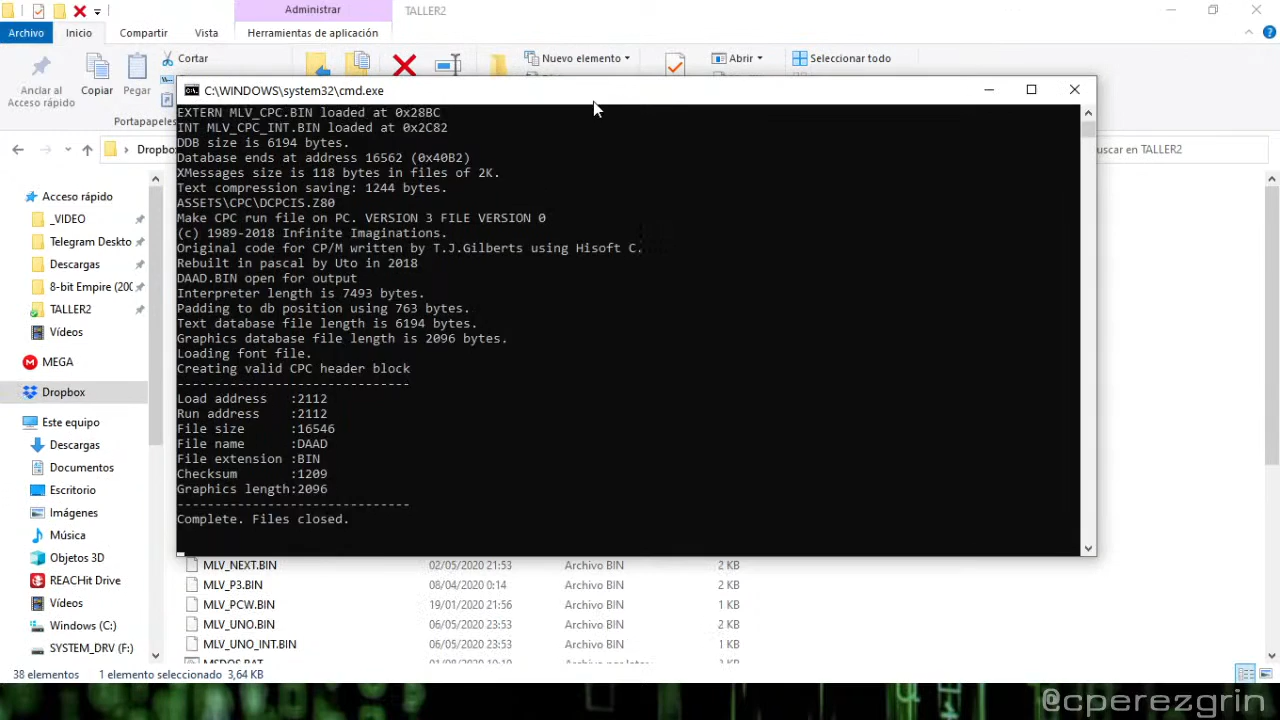 Administrar
TALLER2
Archivo
Inicio
Compartir
Vista
Herramientas de aplicación
Anclar al
Acceso rápido
Copiar
Pegar
Cortar
Nuevo elemento
Abrir
Seleccionar todo
Portapapeles
C:\WINDOWS\system32\cmd.exe
Dropbo
uscar en TALLER2
EXTERN MLV_CPC.BIN loaded at 0x28BC
INT MLV_CPC_INT.BIN loaded at 0x2C82
DDB size is 6194 bytes.
Database ends at address 16562 (0x40B2)
XMessages size is 118 bytes in files of 2K.
Text compression saving: 1244 bytes.
ASSETS\CPC\DCPCIS.Z80
Make CPC run file on PC. VERSION 3 FILE VERSION 0
(c) 1989-2018 Infinite Imaginations.
Original code for CP/M written by T.J.Gilberts using Hisoft C.
Rebuilt in pascal by Uto in 2018
DAAD.BIN open for output
Interpreter length is 7493 bytes.
Padding to db position using 763 bytes.
Text database file length is 6194 bytes.
Graphics database file length is 2096 bytes.
Loading font file.
Creating valid CPC header block
-------------------------------
Load address   :2112
Run address    :2112
File size      :16546
File name      :DAAD
File extension :BIN
Checksum       :1209
Graphics length:2096
-------------------------------
Complete. Files closed.
Acceso rápido
_VIDEO
Telegram Deskto
Descargas
8-bit Empire (200
TALLER2
Vídeos
MEGA
Dropbox
Este equipo
Descargas
Documentos
Escritorio
Imágenes
Música
Objetos 3D
REACHit Drive
Vídeos
Windows (C:)
SYSTEM_DRV (F:)
MLV_NEXT.BIN 02/05/2020 21:53 Archivo BIN 2 KB
MLV_P3.BIN 08/04/2020 0:14 Archivo BIN 2 KB
MLV_PCW.BIN 19/01/2020 21:56 Archivo BIN 1 KB
MLV_UNO.BIN 06/05/2020 23:53 Archivo BIN 2 KB
MLV_UNO_INT.BIN 06/05/2020 23:53 Archivo BIN 1 KB
38 elementos
1 elemento seleccionado 3,64 KB
@cperezgrin